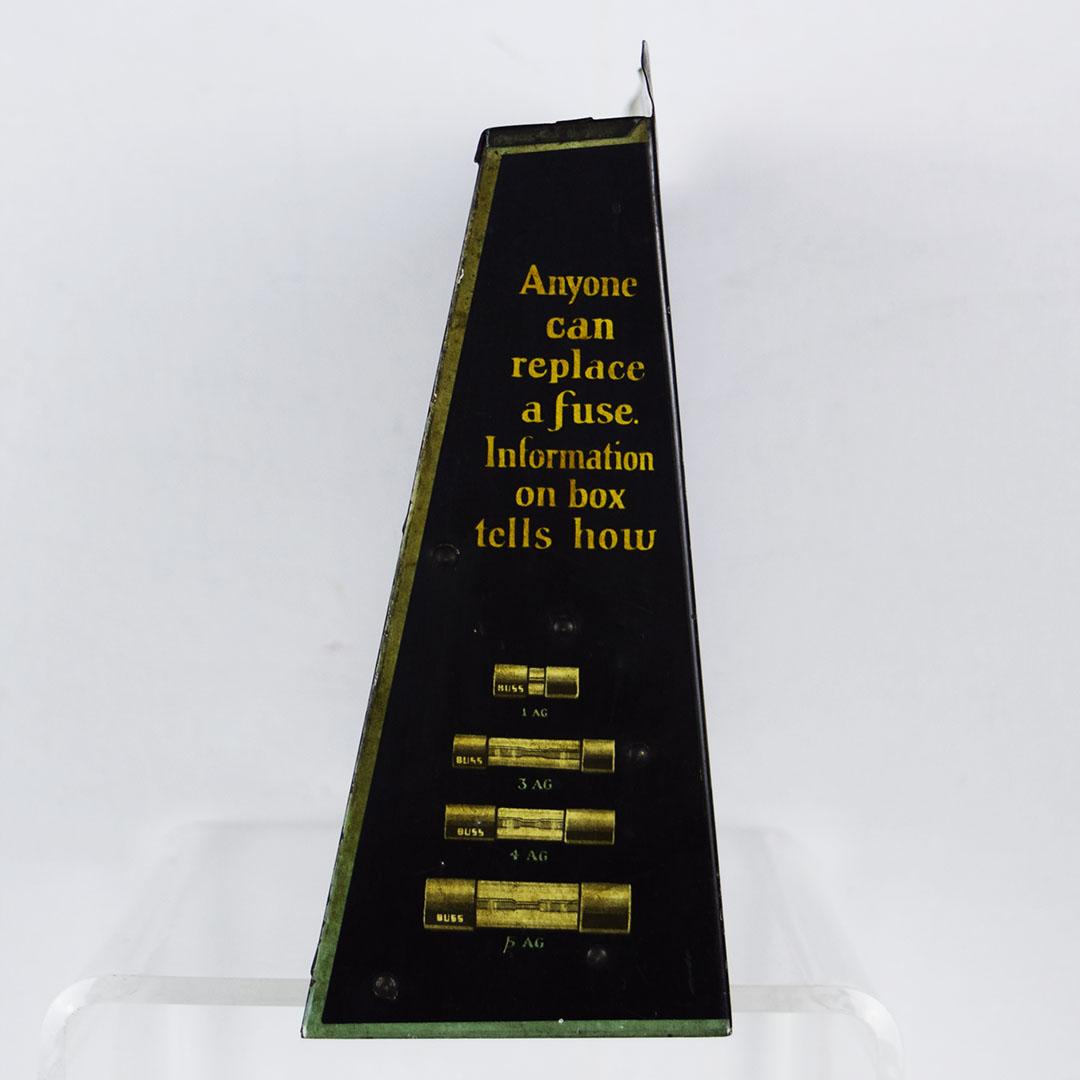 Anyone
can
replace
a fuse.
Information
on box
tells how
BUSS
1 AG
BUSS
3 AG
BUSS
4 AG
BUSS
5 AG